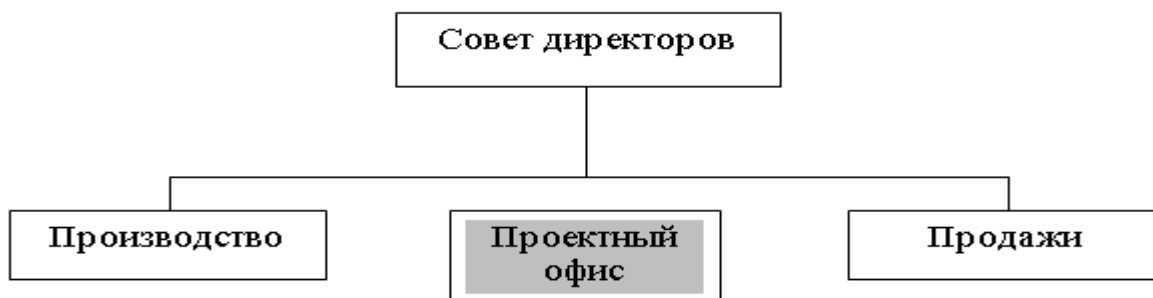 Совет директоров
Производство
Проектный
офис
Продажи